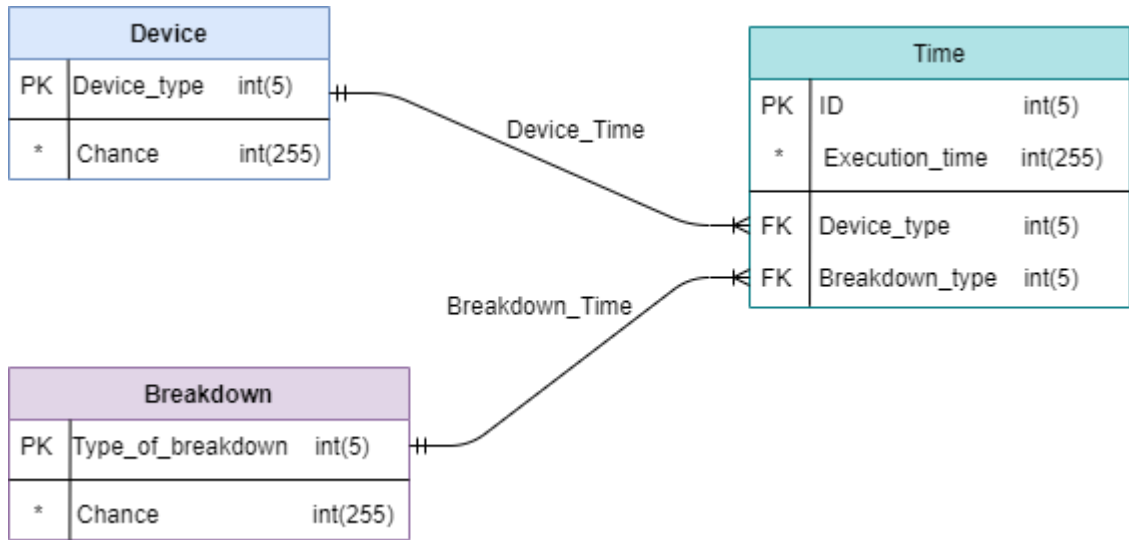 Device
PK Device_type int(5)
* Chance int(255)
Device_Time
Time
PK ID int(5)
* Execution_time int(255)
FK Device_type int(5)
FK Breakdown_type int(5)
Breakdown_Time
Breakdown
PK Type_of_breakdown int(5)
* Chance int(255)